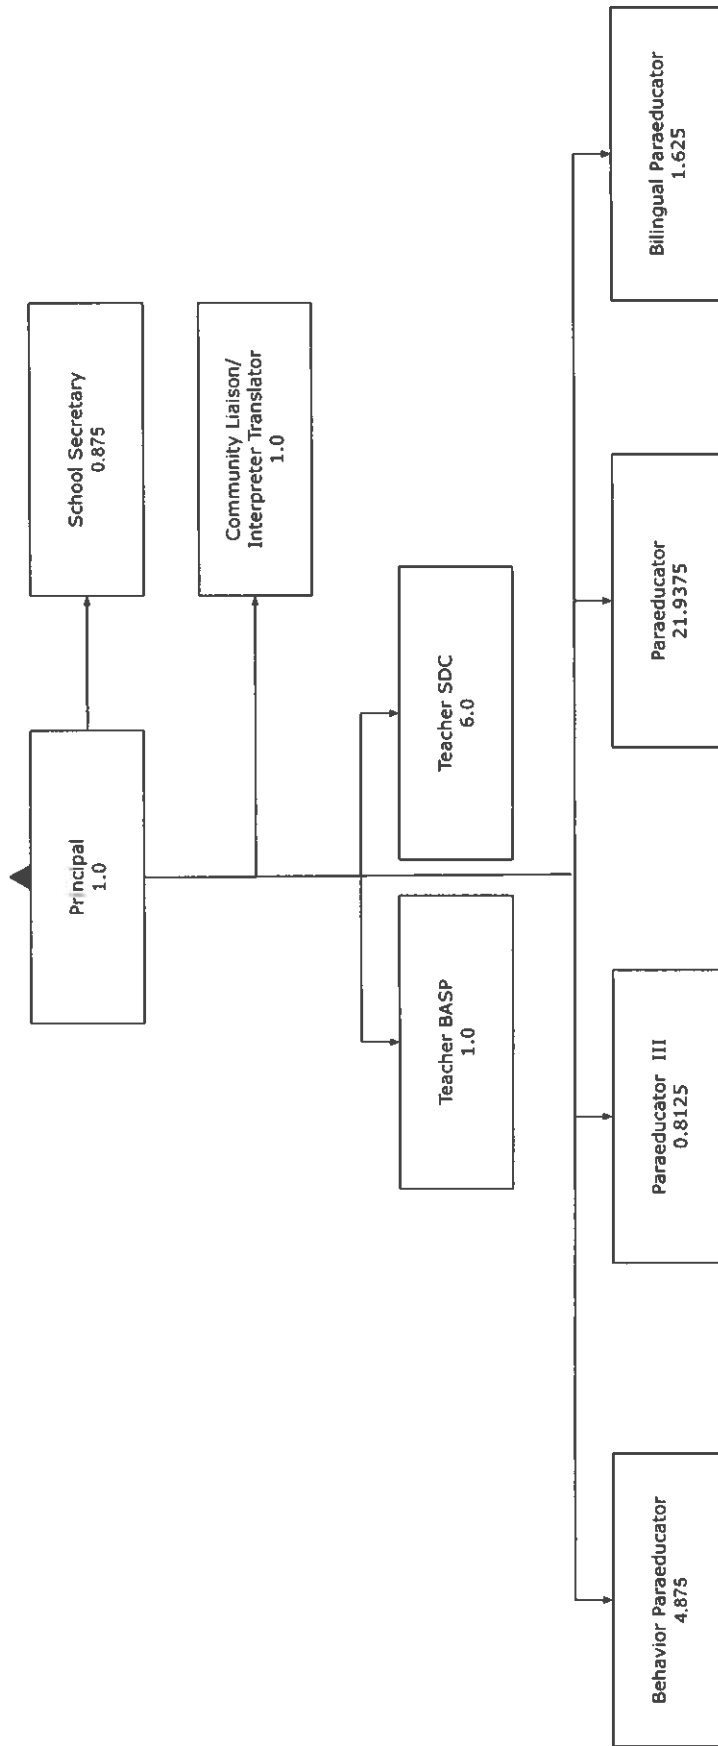 Principal
1.0
School Secretary
0.875
Community Liaison/
Interpreter Translator
1.0
Teacher BASP
1.0
Teacher SDC
6.0
Behavior Paraeducator
4.875
Paraeducator III
0.8125
Paraeducator
21.9375
Bilingual Paraeducator
1.625